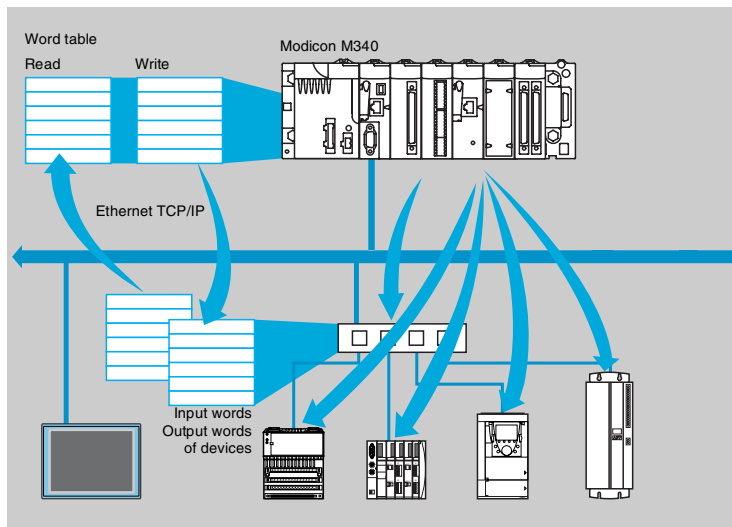 Word table
Read
Write
Modicon M340
Ethernet TCP/IP
Input words
Output words
of devices